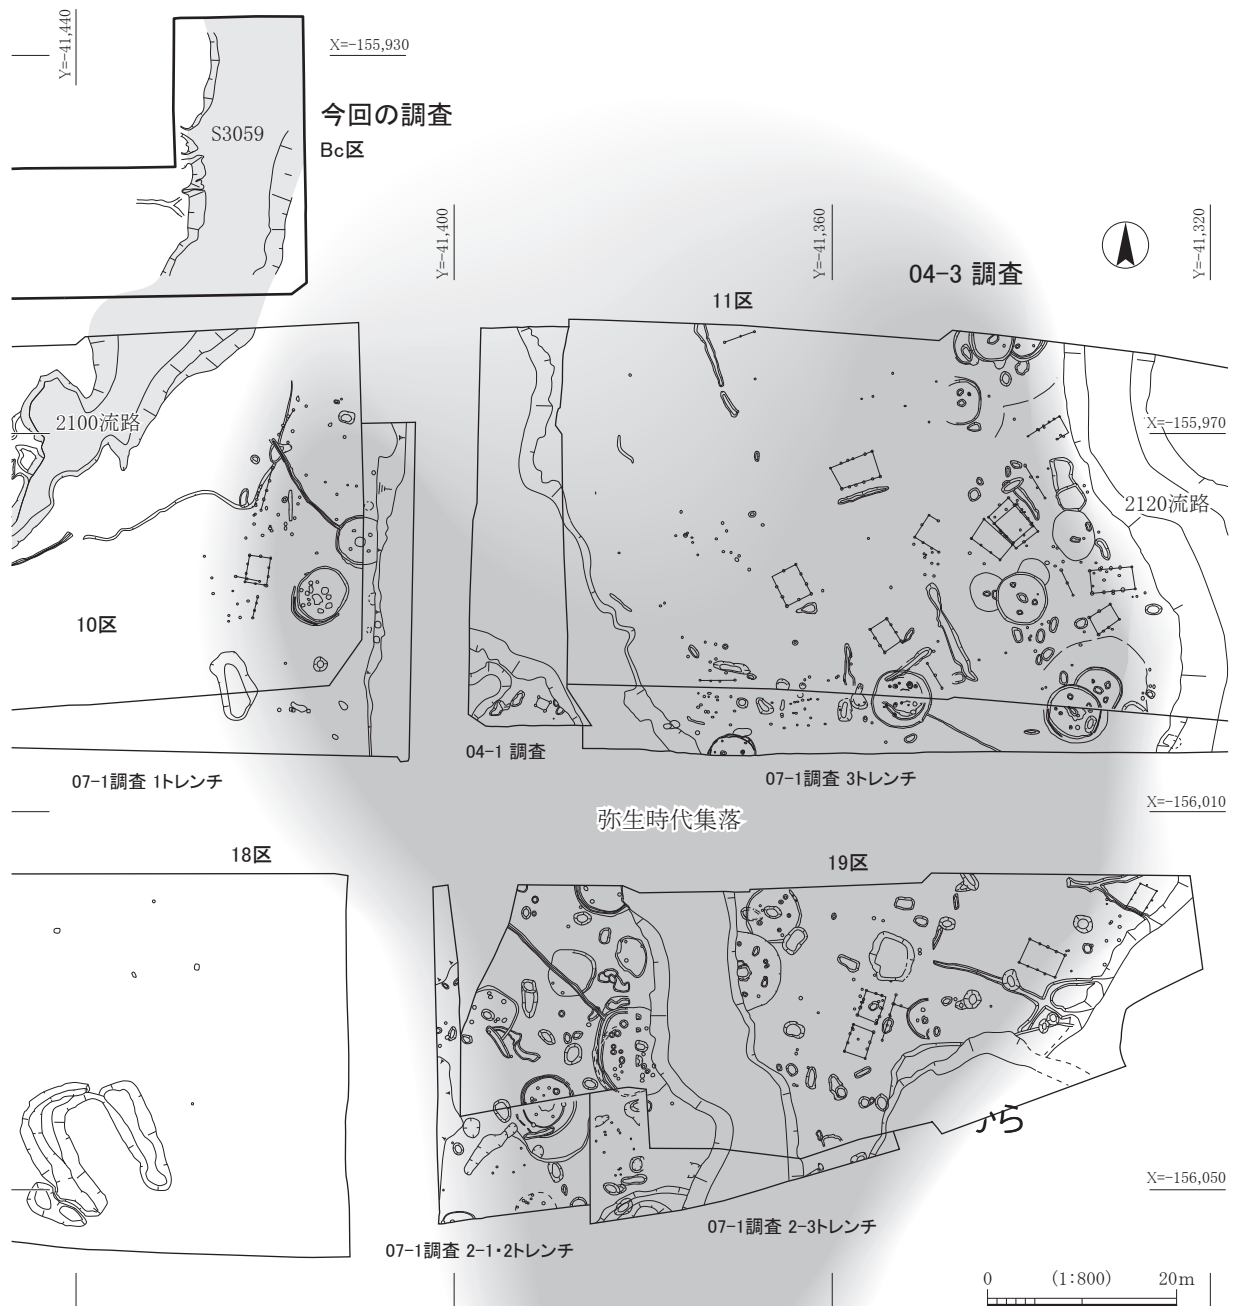 Y=-41,440
X=-155,930
今回の調査
Bc区
S3059
Y=-41,400
Y=-41,360
Y=-41,320
04-3 調査
11区
2100流路
X=-155,970
2120流路
10区
04-1 調査
07-1調査 1トレンチ
07-1調査 3トレンチ
弥生時代集落
X=-156,010
18区
19区
から
X=-156,050
07-1調査 2-3トレンチ
07-1調査 2-1・2トレンチ
0 (1:800) 20m